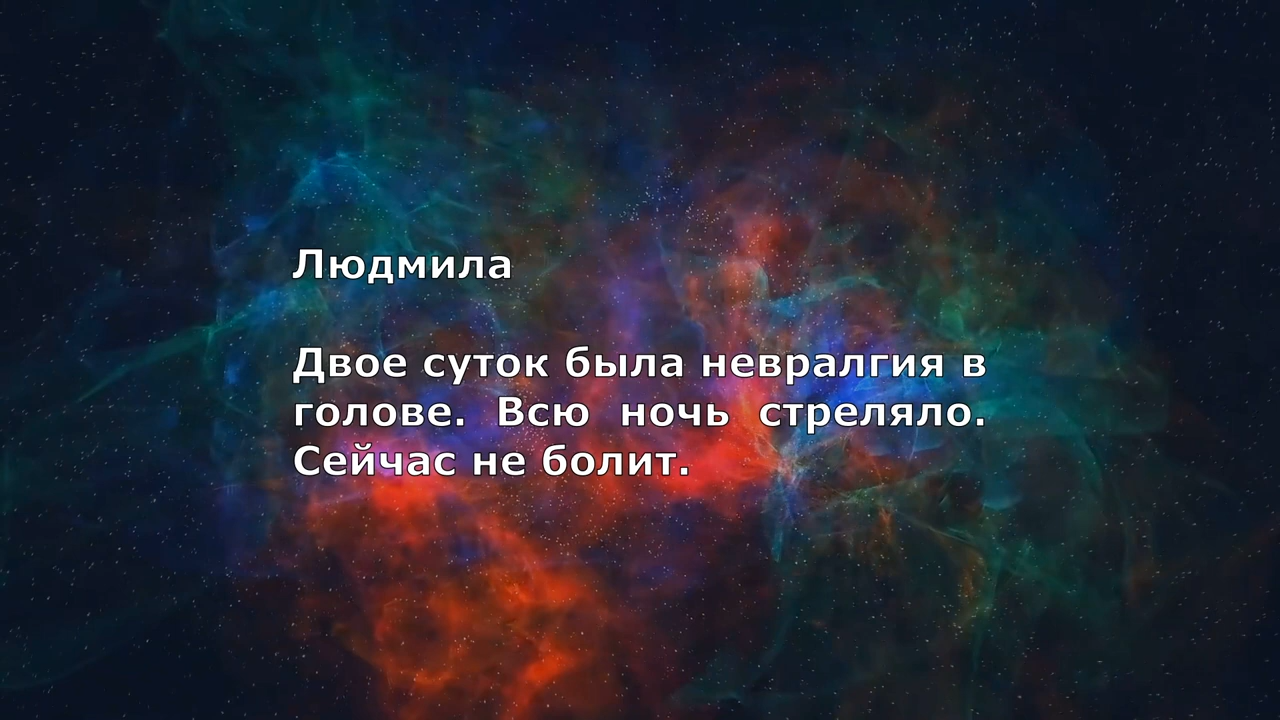 Людмила
Двое суток была невралгия в
голове. Всю ночь стреляло.
Сейчас не болит.